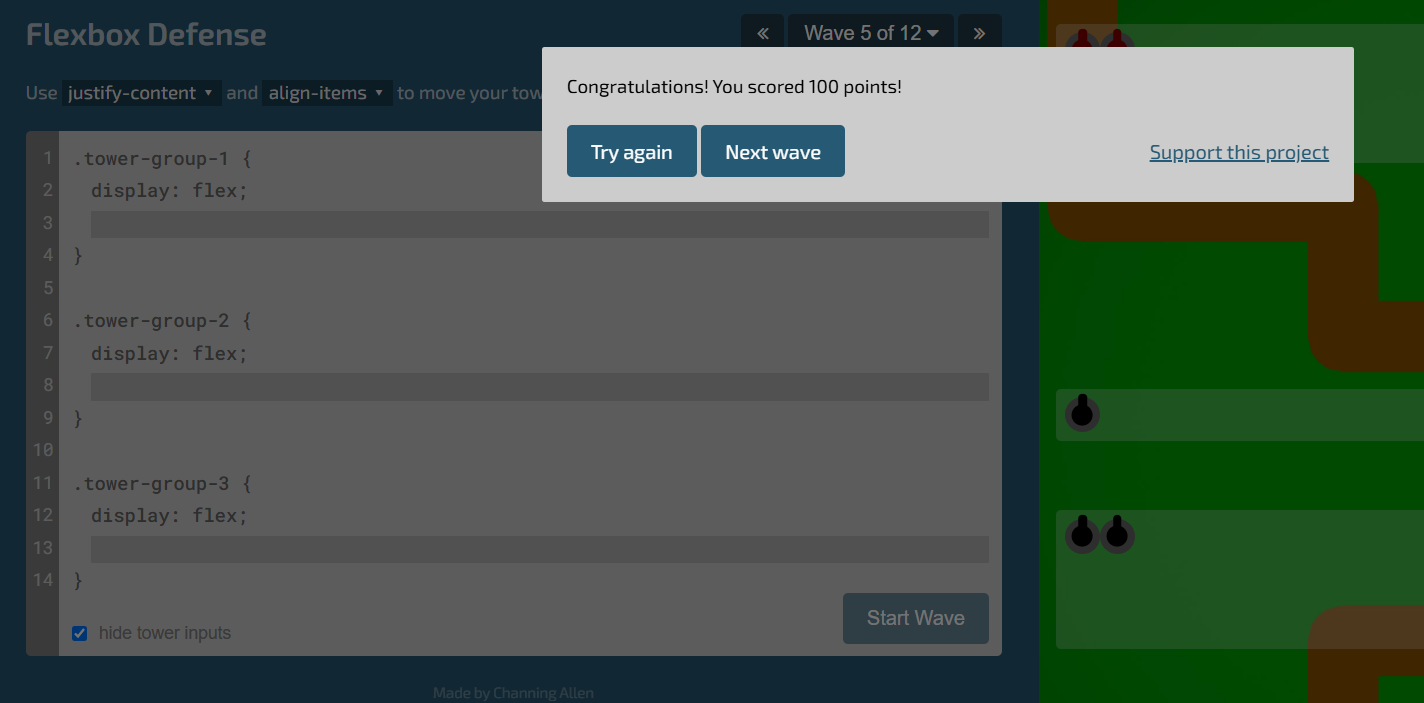 Flexbox Defense
« Wave 5 of 12 »
Use justify-content ▾ and align-items ▾ to move your tow
Congratulations! You scored 100 points!
Try again Next wave Support this project
1 .tower-group-1 {
2 display: flex;
3
4 }
5
6 .tower-group-2 {
7 display: flex;
8
9 }
10
11 .tower-group-3 {
12 display: flex;
13
14 }
hide tower inputs
Start Wave
Made by Channing Allen